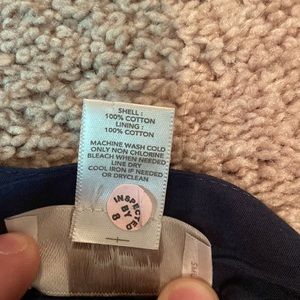 SHELL :
100% COTTON
LINING :
100% COTTON
MACHINE WASH COLD
ONLY NON CHLORINE
BLEACH WHEN NEEDED
LINE DRY
COOL IRON IF NEEDED
OR DRYCLEAN
INSPECTED
BY
8